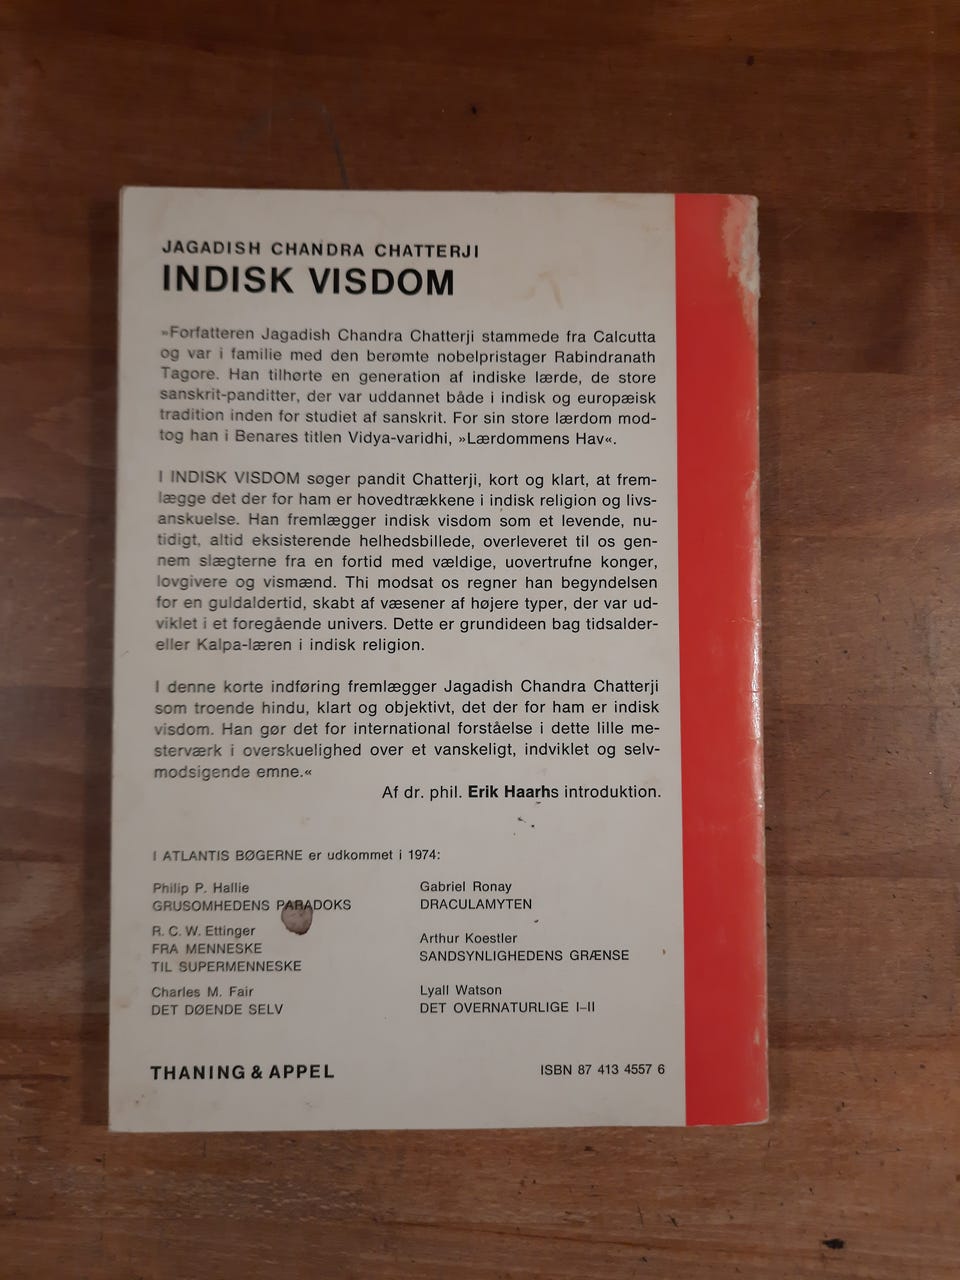 JAGADISH CHANDRA CHATTERJI
INDISK VISDOM
»Forfatteren Jagadish Chandra Chatterji stammede fra Calcutta
og var i familie med den berømte nobelpristager Rabindranath
Tagore. Han tilhørte en generation af indiske lærde, de store
sanskrit-panditter, der var uddannet både i indisk og europæisk
tradition inden for studiet af sanskrit. For sin store lærdom mod-
tog han i Benares titlen Vidya-varidhi, »Lærdommens Hav«.
I INDISK VISDOM søger pandit Chatterji, kort og klart, at frem-
lægge det der for ham er hovedtrækkene i indisk religion og livs-
anskuelse. Han fremlægger indisk visdom som et levende, nu-
tidigt, altid eksisterende helhedsbillede, overleveret til os gen-
nem slægterne fra en fortid med vældige, uovertrufne konger,
lovgivere og vismænd. Thi modsat os regner han begyndelsen
for en guldaldertid, skabt af væsener af højere typer, der var ud-
viklet i et foregående univers. Dette er grundideen bag tidsalder-
eller Kalpa-læren i indisk religion.
I denne korte indføring fremlægger Jagadish Chandra Chatterji
som troende hindu, klart og objektivt, det der for ham er indisk
visdom. Han gør det for international forståelse i dette lille me-
sterværk i overskuelighed over et vanskeligt, indviklet og selv-
modsigende emne.«
Af dr. phil. Erik Haarhs introduktion.
I ATLANTIS BØGERNE er udkommet i 1974:
Philip P. Hallie
GRUSOMHEDENS PARADOKS
R. C. W. Ettinger
FRA MENNESKE
TIL SUPERMENNESKE
Charles M. Fair
DET DØENDE SELV
Gabriel Ronay
DRACULAMYTEN
Arthur Koestler
SANDSYNLIGHEDENS GRÆNSE
Lyall Watson
DET OVERNATURLIGE I–II
THANING & APPEL
ISBN 87 413 4557 6